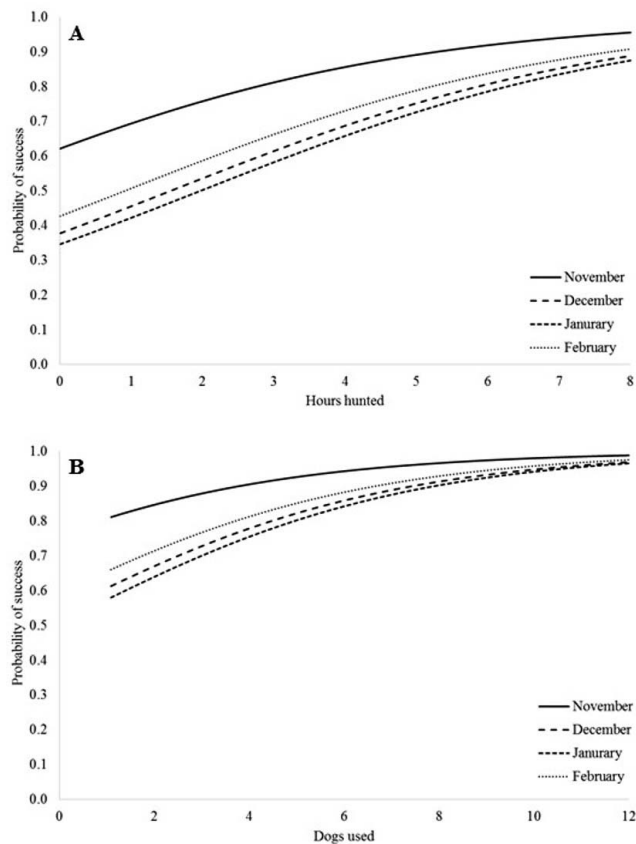 A
1.0
0.9
0.8
0.7
0.6
0.5
0.4
0.3
0.2
0.1
0.0
Probability of success
November
December
Janurary
February
0 1 2 3 4 5 6 7 8
Hours hunted
B
1.0
0.9
0.8
0.7
0.6
0.5
0.4
0.3
0.2
0.1
0.0
Probability of success
November
December
Janurary
February
0 2 4 6 8 10 12
Dogs used